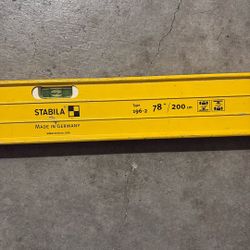 STABILA
MADE IN GERMANY
Type
196-2 78"/200 cm